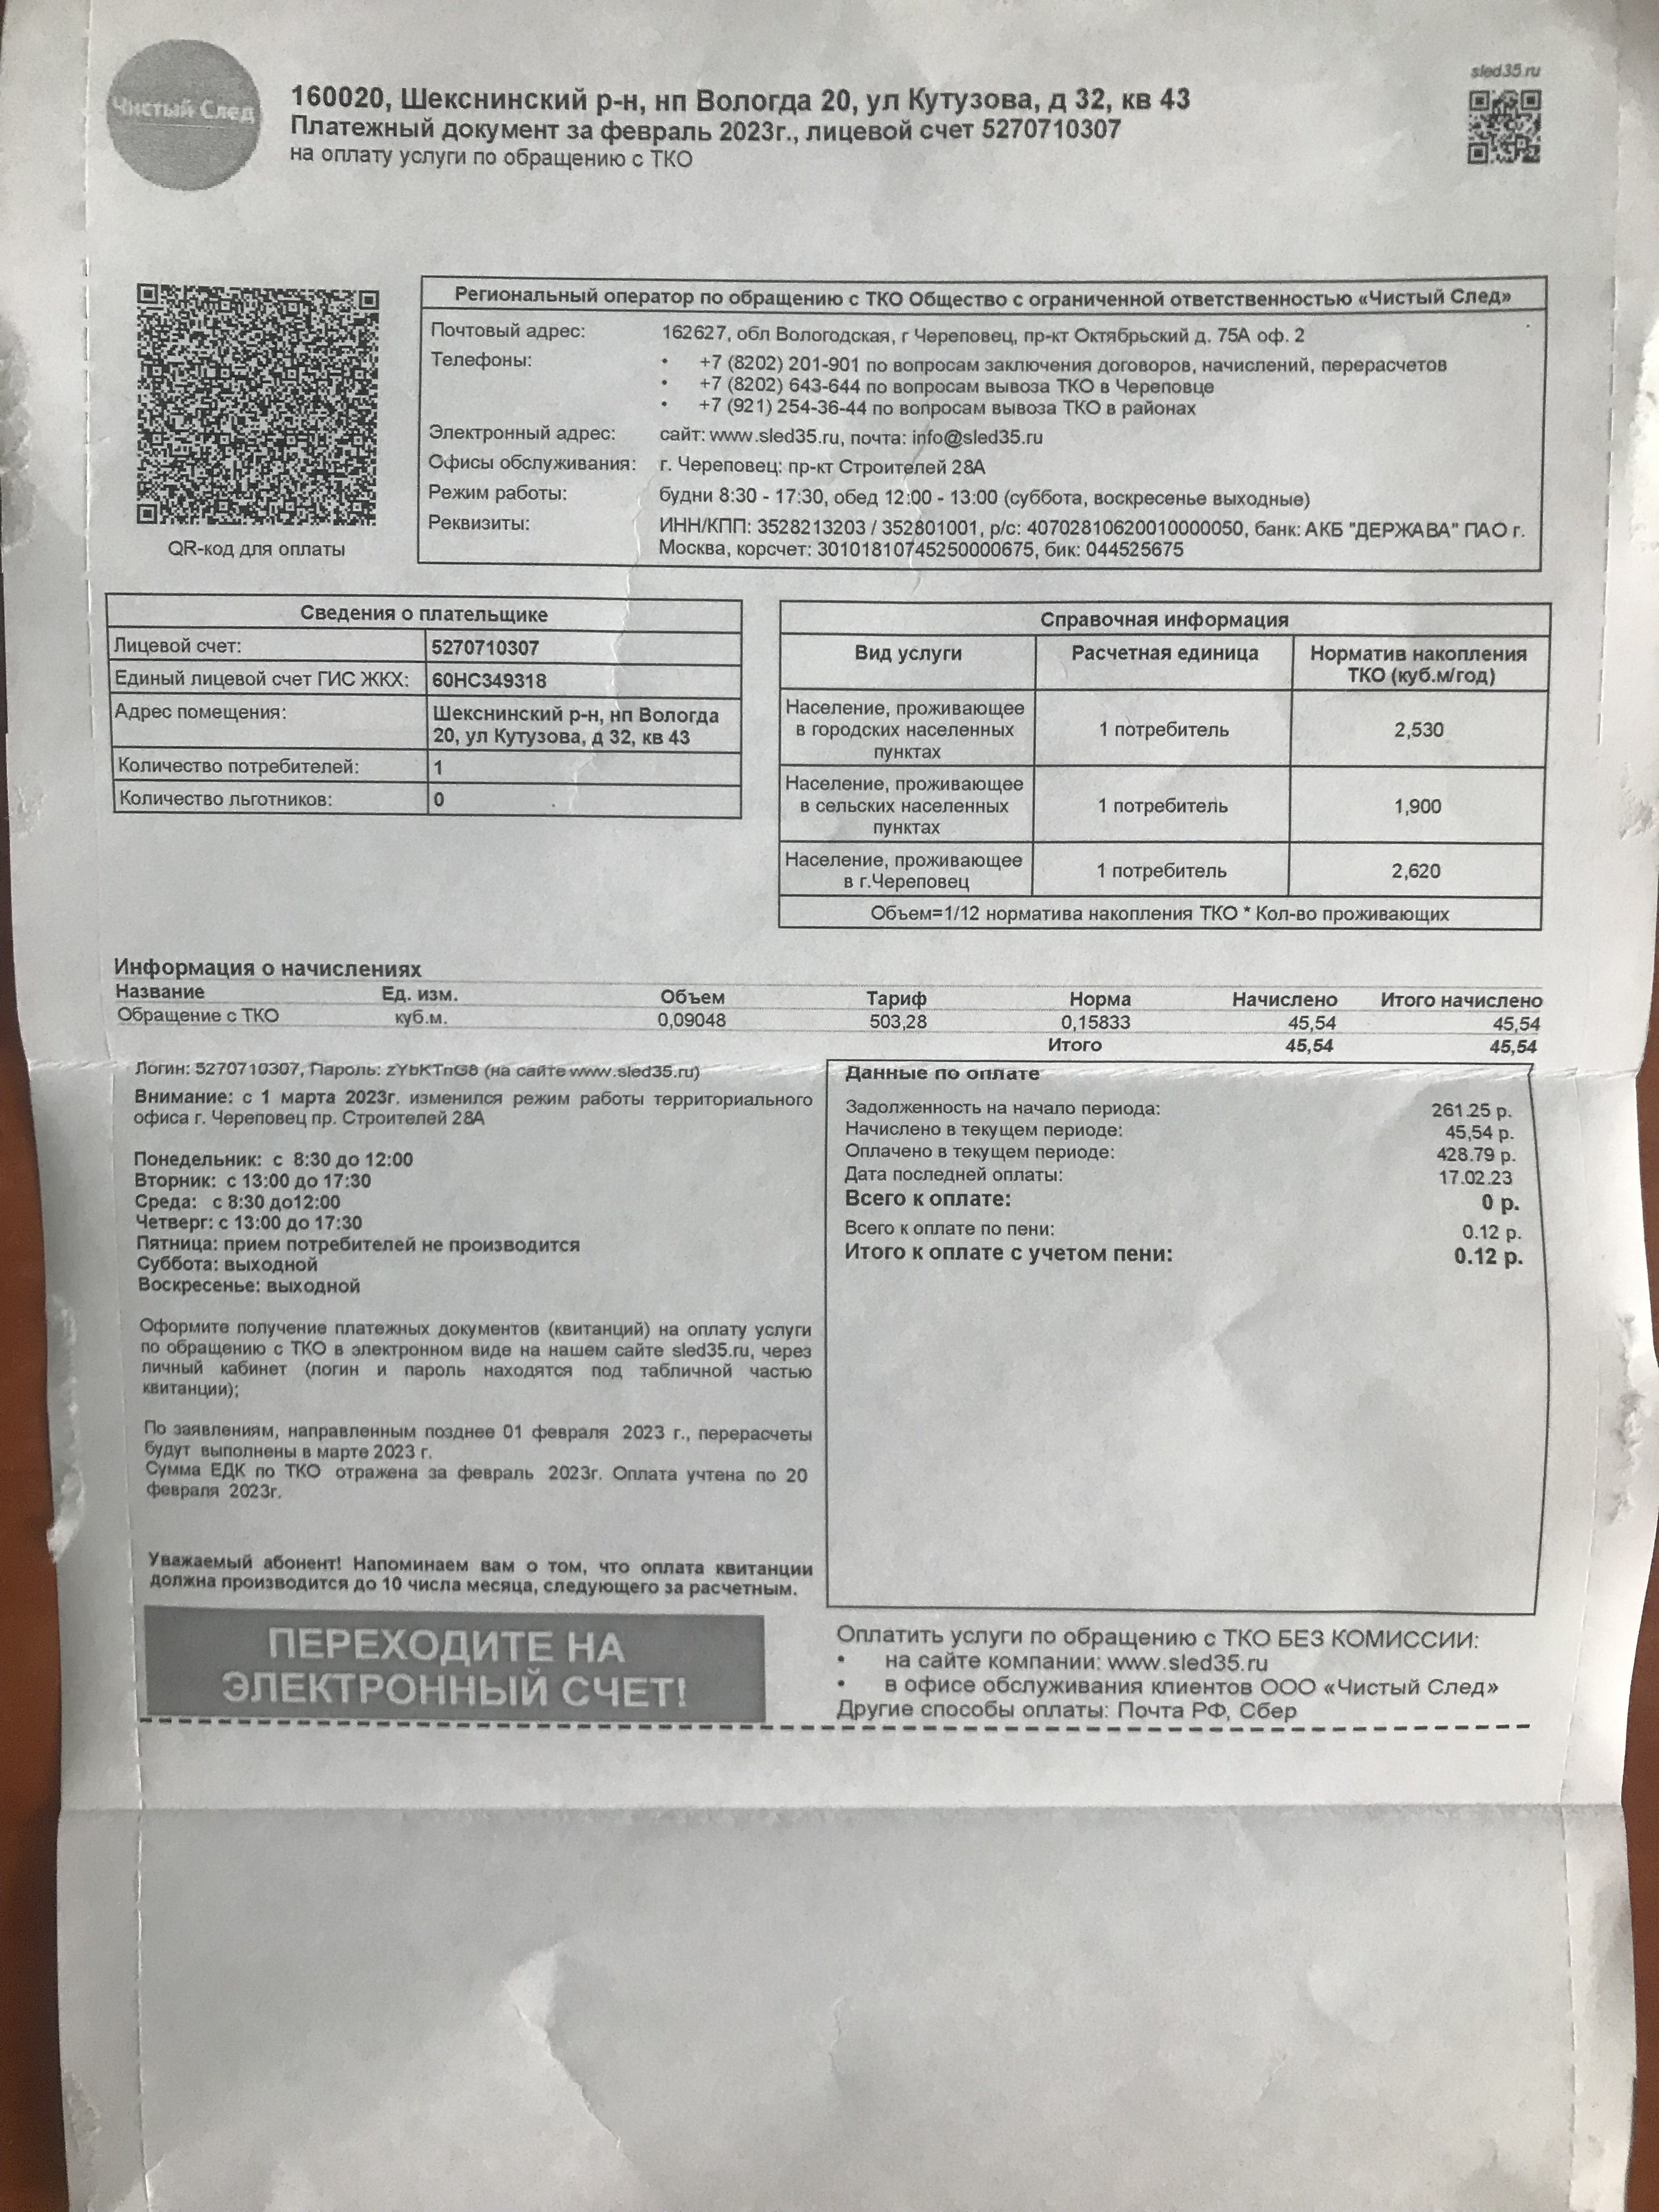 Чистый След
sled35.ru
160020, Шекснинский р-н, нп Вологда 20, ул Кутузова, д 32, кв 43
Платежный документ за февраль 2023г., лицевой счет 5270710307
на оплату услуги по обращению с ТКО
QR-код для оплаты
Региональный оператор по обращению с ТКО Общество с ограниченной ответственностью «Чистый След»
Почтовый адрес: 162627, обл Вологодская, г Череповец, пр-кт Октябрьский д. 75А оф. 2
Телефоны: • +7 (8202) 201-901 по вопросам заключения договоров, начислений, перерасчетов
• +7 (8202) 643-644 по вопросам вывоза ТКО в Череповце
• +7 (921) 254-36-44 по вопросам вывоза ТКО в районах
Электронный адрес: сайт: www.sled35.ru, почта: info@sled35.ru
Офисы обслуживания: г. Череповец: пр-кт Строителей 28А
Режим работы: будни 8:30 - 17:30, обед 12:00 - 13:00 (суббота, воскресенье выходные)
Реквизиты: ИНН/КПП: 3528213203 / 352801001, р/с: 40702810620010000050, банк: АКБ "ДЕРЖАВА" ПАО г.
Москва, корсчет: 30101810745250000675, бик: 044525675
Сведения о плательщике
Лицевой счет: 5270710307
Единый лицевой счет ГИС ЖКХ: 60НС349318
Адрес помещения: Шекснинский р-н, нп Вологда
20, ул Кутузова, д 32, кв 43
Количество потребителей: 1
Количество льготников: 0
Справочная информация
Вид услуги Расчетная единица Норматив накопления
ТКО (куб.м/год)
Население, проживающее
в городских населенных 1 потребитель 2,530
пунктах
Население, проживающее
в сельских населенных 1 потребитель 1,900
пунктах
Население, проживающее
в г.Череповец 1 потребитель 2,620
Объем=1/12 норматива накопления ТКО * Кол-во проживающих
Информация о начислениях
Название Ед. изм. Объем Тариф Норма Начислено Итого начислено
Обращение с ТКО куб.м. 0,09048 503,28 0,15833 45,54 45,54
Итого 45,54 45,54
Логин: 5270710307, Пароль: zYbKTnG8 (на сайте www.sled35.ru)
Внимание: с 1 марта 2023г. изменился режим работы территориального
офиса г. Череповец пр. Строителей 28А
Понедельник: с 8:30 до 12:00
Вторник: с 13:00 до 17:30
Среда: с 8:30 до12:00
Четверг: с 13:00 до 17:30
Пятница: прием потребителей не производится
Суббота: выходной
Воскресенье: выходной
Оформите получение платежных документов (квитанций) на оплату услуги
по обращению с ТКО в электронном виде на нашем сайте sled35.ru, через
личный кабинет (логин и пароль находятся под табличной частью
квитанции);
По заявлениям, направленным позднее 01 февраля 2023 г., перерасчеты
будут выполнены в марте 2023 г.
Сумма ЕДК по ТКО отражена за февраль 2023г. Оплата учтена по 20
февраля 2023г.
Уважаемый абонент! Напоминаем вам о том, что оплата квитанции
должна производится до 10 числа месяца, следующего за расчетным.
ПЕРЕХОДИТЕ НА
ЭЛЕКТРОННЫЙ СЧЕТ!
Данные по оплате
Задолженность на начало периода: 261.25 р.
Начислено в текущем периоде: 45,54 р.
Оплачено в текущем периоде: 428.79 р.
Дата последней оплаты: 17.02.23
Всего к оплате: 0 р.
Всего к оплате по пени: 0.12 р.
Итого к оплате с учетом пени: 0.12 р.
Оплатить услуги по обращению с ТКО БЕЗ КОМИССИИ:
• на сайте компании: www.sled35.ru
• в офисе обслуживания клиентов ООО «Чистый След»
Другие способы оплаты: Почта РФ, Сбер